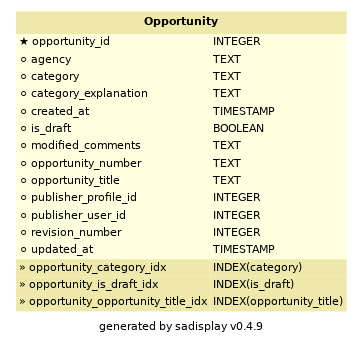 Opportunity
★ opportunity_id INTEGER
⚪ agency TEXT
⚪ category TEXT
⚪ category_explanation TEXT
⚪ created_at TIMESTAMP
⚪ is_draft BOOLEAN
⚪ modified_comments TEXT
⚪ opportunity_number TEXT
⚪ opportunity_title TEXT
⚪ publisher_profile_id INTEGER
⚪ publisher_user_id INTEGER
⚪ revision_number INTEGER
⚪ updated_at TIMESTAMP
» opportunity_category_idx INDEX(category)
» opportunity_is_draft_idx INDEX(is_draft)
» opportunity_opportunity_title_idx INDEX(opportunity_title)
generated by sadisplay v0.4.9